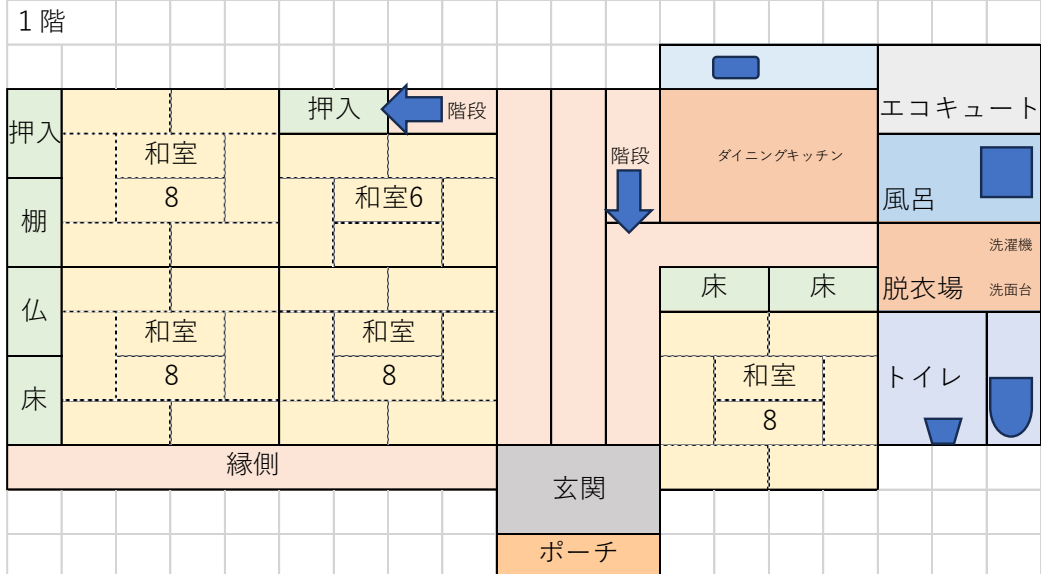 1階
エコキュート
押入
押入
階段
和室
8
階段
ダイニングキッチン
和室6
風呂
棚
洗濯機
床
床
脱衣場
洗面台
仏
和室
8
和室
8
和室
8
トイレ
床
縁側
玄関
ポーチ